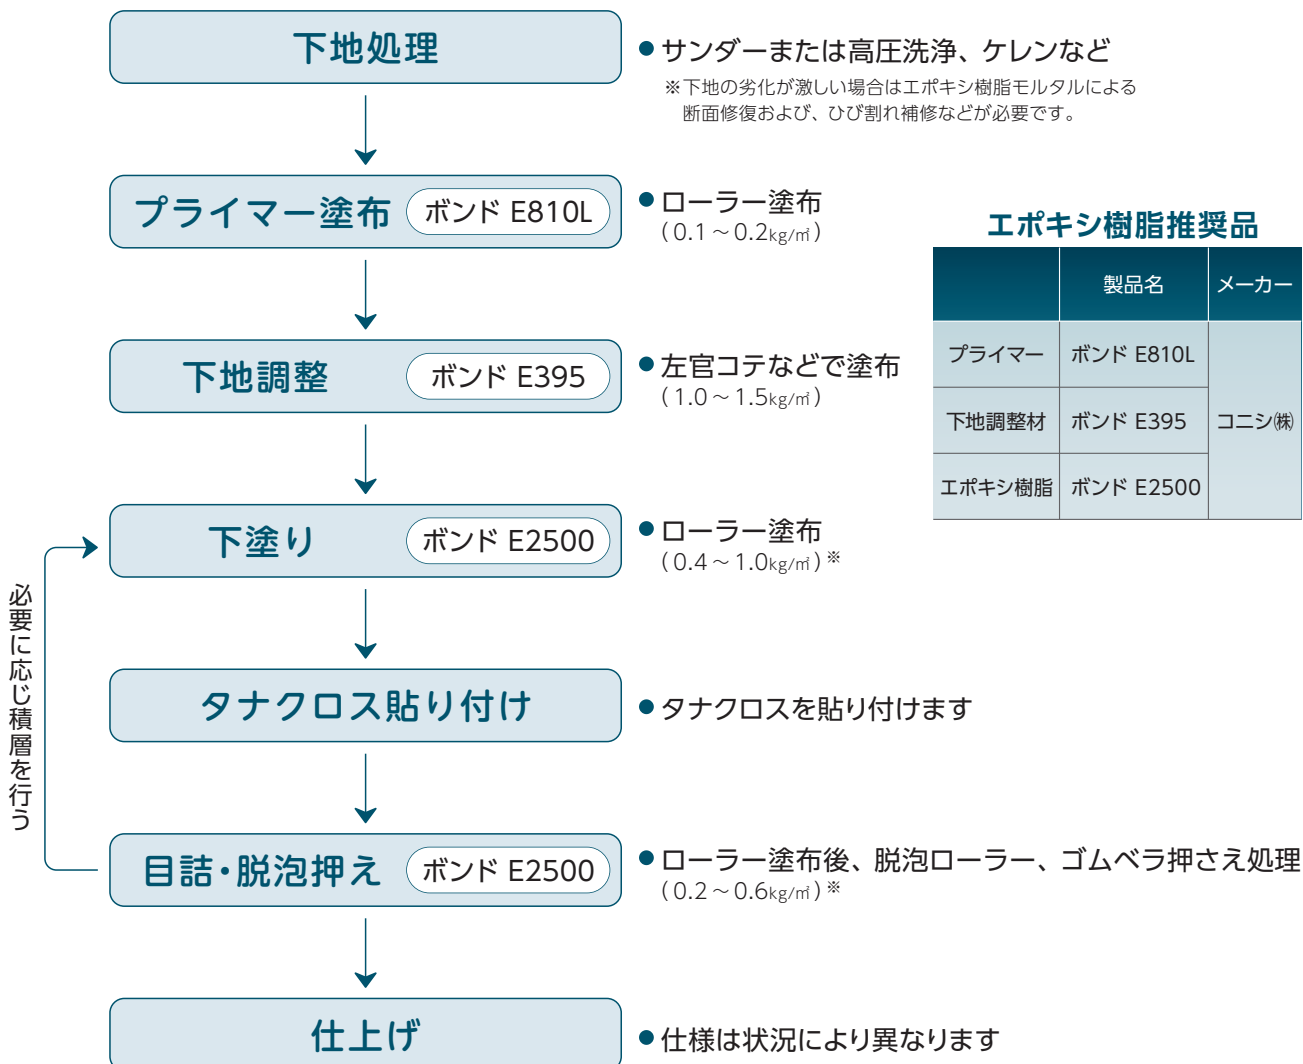 下地処理
●サンダーまたは高圧洗浄、ケレンなど
※下地の劣化が激しい場合はエポキシ樹脂モルタルによる
断面修復および、ひび割れ補修などが必要です。
プライマー塗布 ボンド E810L
●ローラー塗布
(0.1～0.2kg/㎡)
下地調整 ボンド E395
●左官コテなどで塗布
(1.0～1.5kg/㎡)
エポキシ樹脂推奨品
製品名 メーカー
プライマー ボンド E810L
下地調整材 ボンド E395 コニシ㈱
エポキシ樹脂 ボンド E2500
下塗り ボンド E2500
●ローラー塗布
(0.4～1.0kg/㎡)※
タナクロス貼り付け
●タナクロスを貼り付けます
必要に応じ積層を行う
目詰・脱泡押え ボンド E2500
●ローラー塗布後、脱泡ローラー、ゴムベラ押さえ処理
(0.2～0.6kg/㎡)※
仕上げ
●仕様は状況により異なります